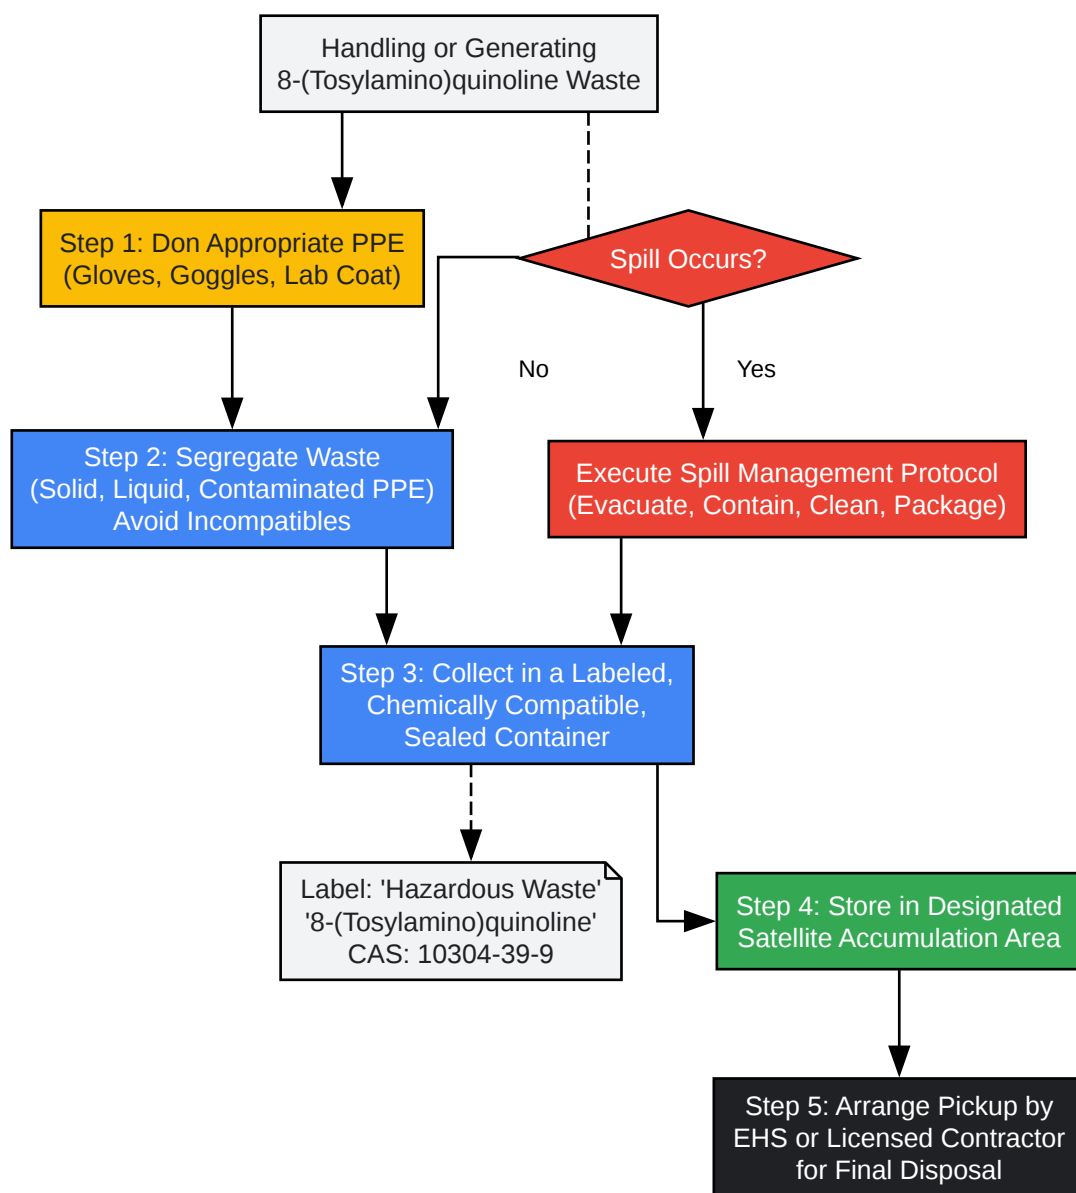 Handling or Generating
8-(Tosylamino)quinoline Waste
Step 1: Don Appropriate PPE
(Gloves, Goggles, Lab Coat)
Spill Occurs?
No
Yes
Step 2: Segregate Waste
(Solid, Liquid, Contaminated PPE)
Avoid Incompatibles
Execute Spill Management Protocol
(Evacuate, Contain, Clean, Package)
Step 3: Collect in a Labeled,
Chemically Compatible,
Sealed Container
Label: 'Hazardous Waste'
'8-(Tosylamino)quinoline'
CAS: 10304-39-9
Step 4: Store in Designated
Satellite Accumulation Area
Step 5: Arrange Pickup by
EHS or Licensed Contractor
for Final Disposal